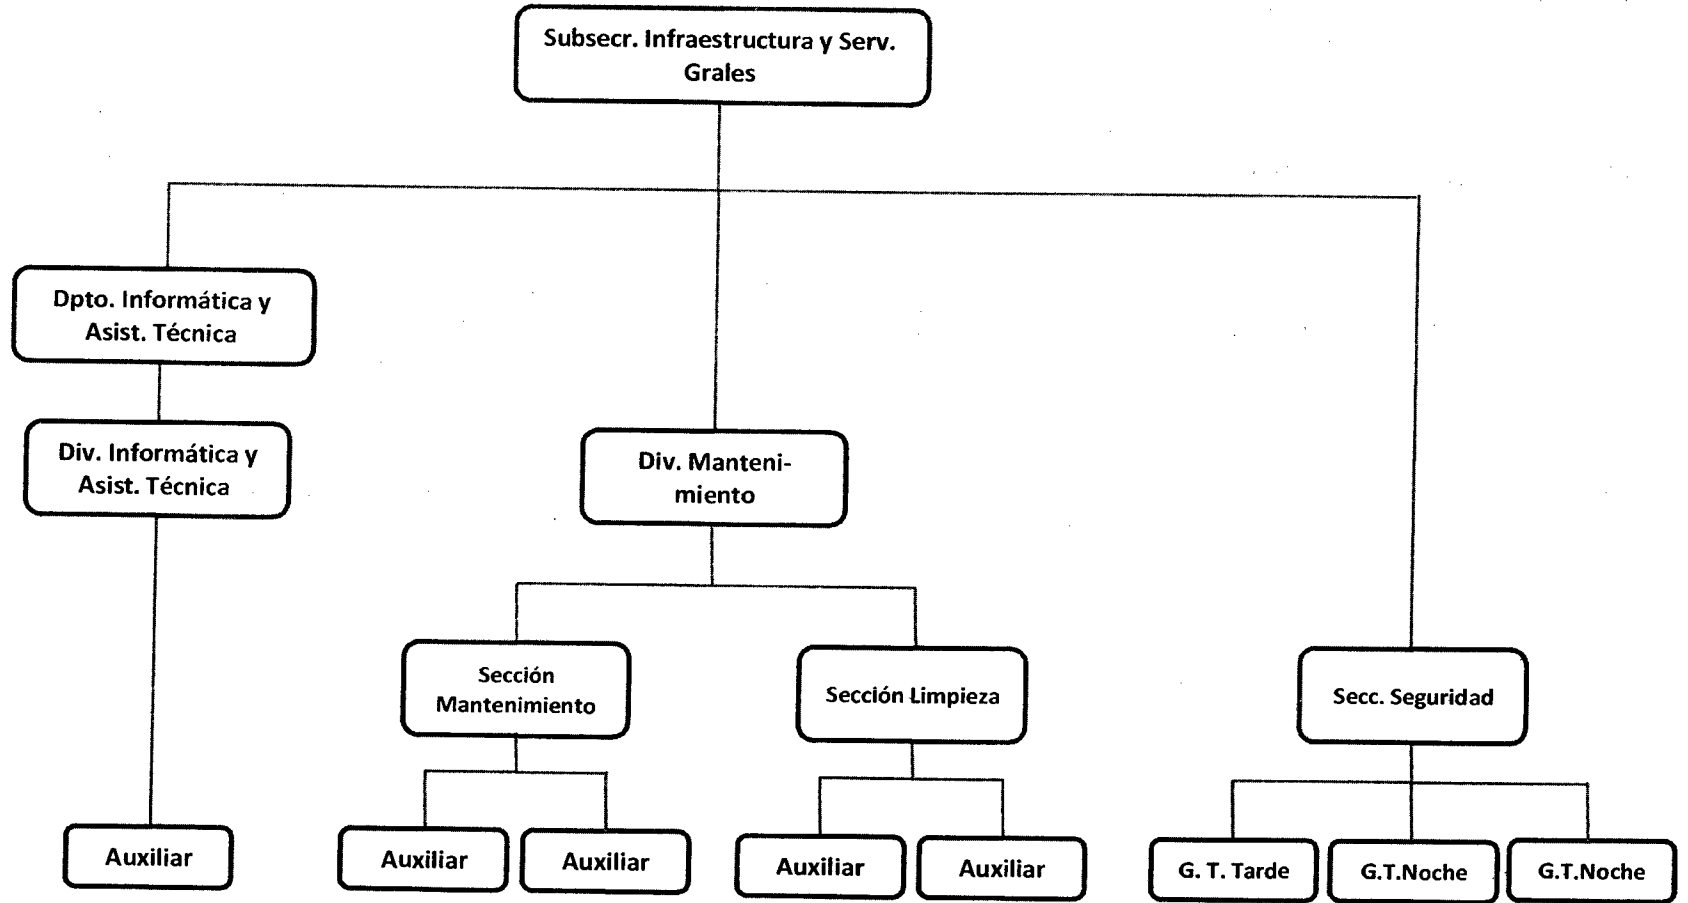 Subsecr. Infraestructura y Serv.
Grales
Dpto. Informática y
Asist. Técnica
Div. Informática y
Asist. Técnica
Div. Manteni-
miento
Sección
Mantenimiento
Sección Limpieza
Secc. Seguridad
Auxiliar
Auxiliar
Auxiliar
Auxiliar
Auxiliar
G. T. Tarde
G.T.Noche
G.T.Noche